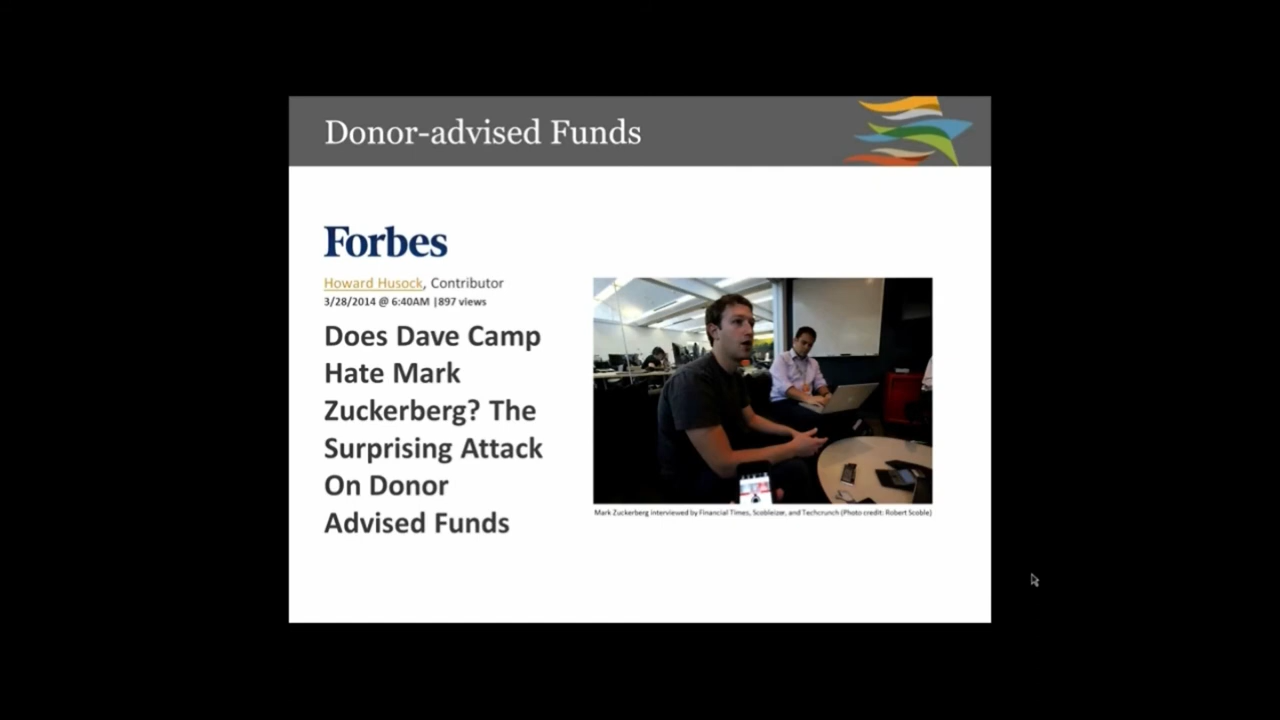 Donor-advised Funds
Forbes
Howard Husock, Contributor
3/28/2014 @ 6:40AM |897 views
Does Dave Camp
Hate Mark
Zuckerberg? The
Surprising Attack
On Donor
Advised Funds
Mark Zuckerberg interviewed by Financial Times, Scobleizer, and Techcrunch (Photo credit: Robert Scoble)